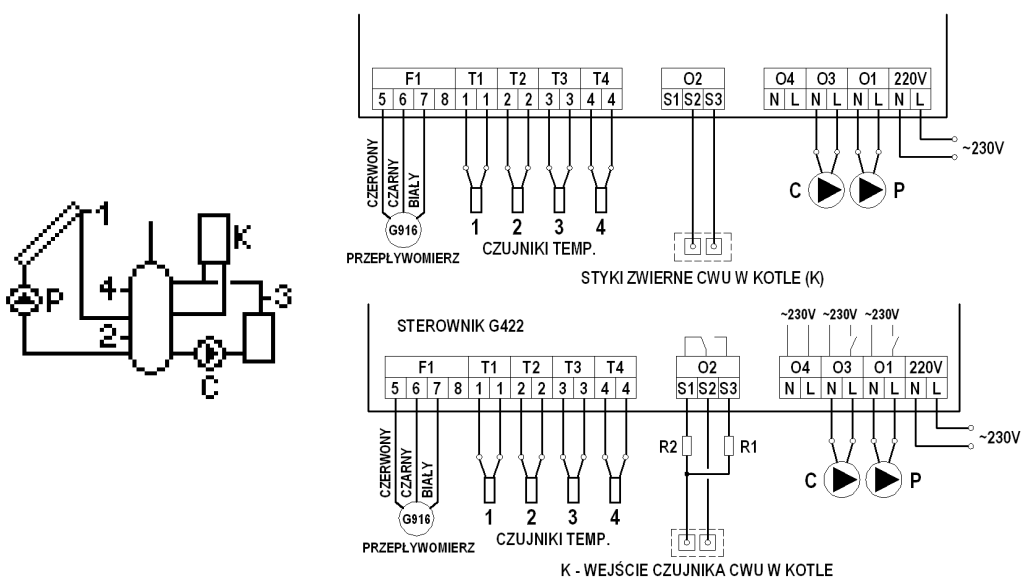 1
K
4
P
3
2
C
F1 T1 T2 T3 T4 O2 O4 O3 O1 220V
5 6 7 8 1 1 2 2 3 3 4 4 S1 S2 S3 N L N L N L N L
~230V
CZERWONY
CZARNY
BIAŁY
C P
G916 1 2 3 4
CZUJNIKI TEMP.
PRZEPŁYWOMIERZ
STYKI ZWIERNE CWU W KOTLE (K)
~230V ~230V ~230V
STEROWNIK G422
F1 T1 T2 T3 T4 O2 O4 O3 O1 220V
5 6 7 8 1 1 2 2 3 3 4 4 S1 S2 S3 N L N L N L N L
~230V
R2 R1
CZERWONY
CZARNY
BIAŁY
C P
G916 1 2 3 4
CZUJNIKI TEMP.
PRZEPŁYWOMIERZ
K - WEJŚCIE CZUJNIKA CWU W KOTLE